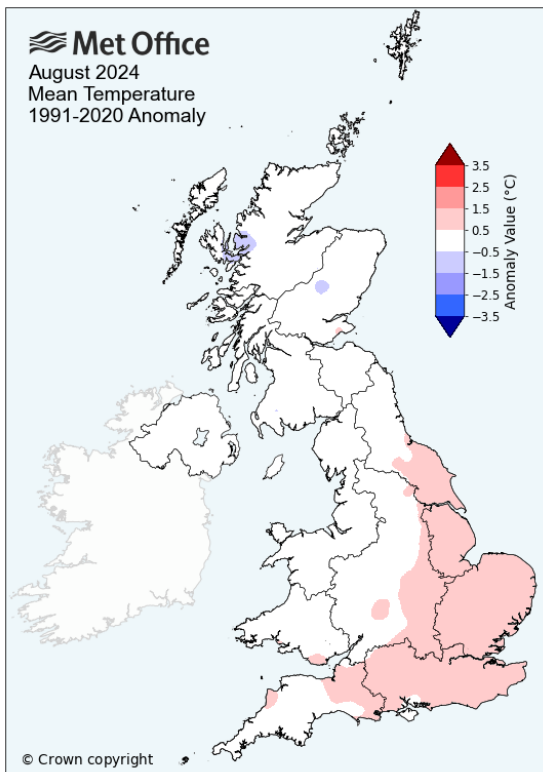 Met Office
August 2024
Mean Temperature
1991-2020 Anomaly
3.5
2.5
1.5
0.5
−0.5
−1.5
−2.5
−3.5
Anomaly Value (°C)
© Crown copyright